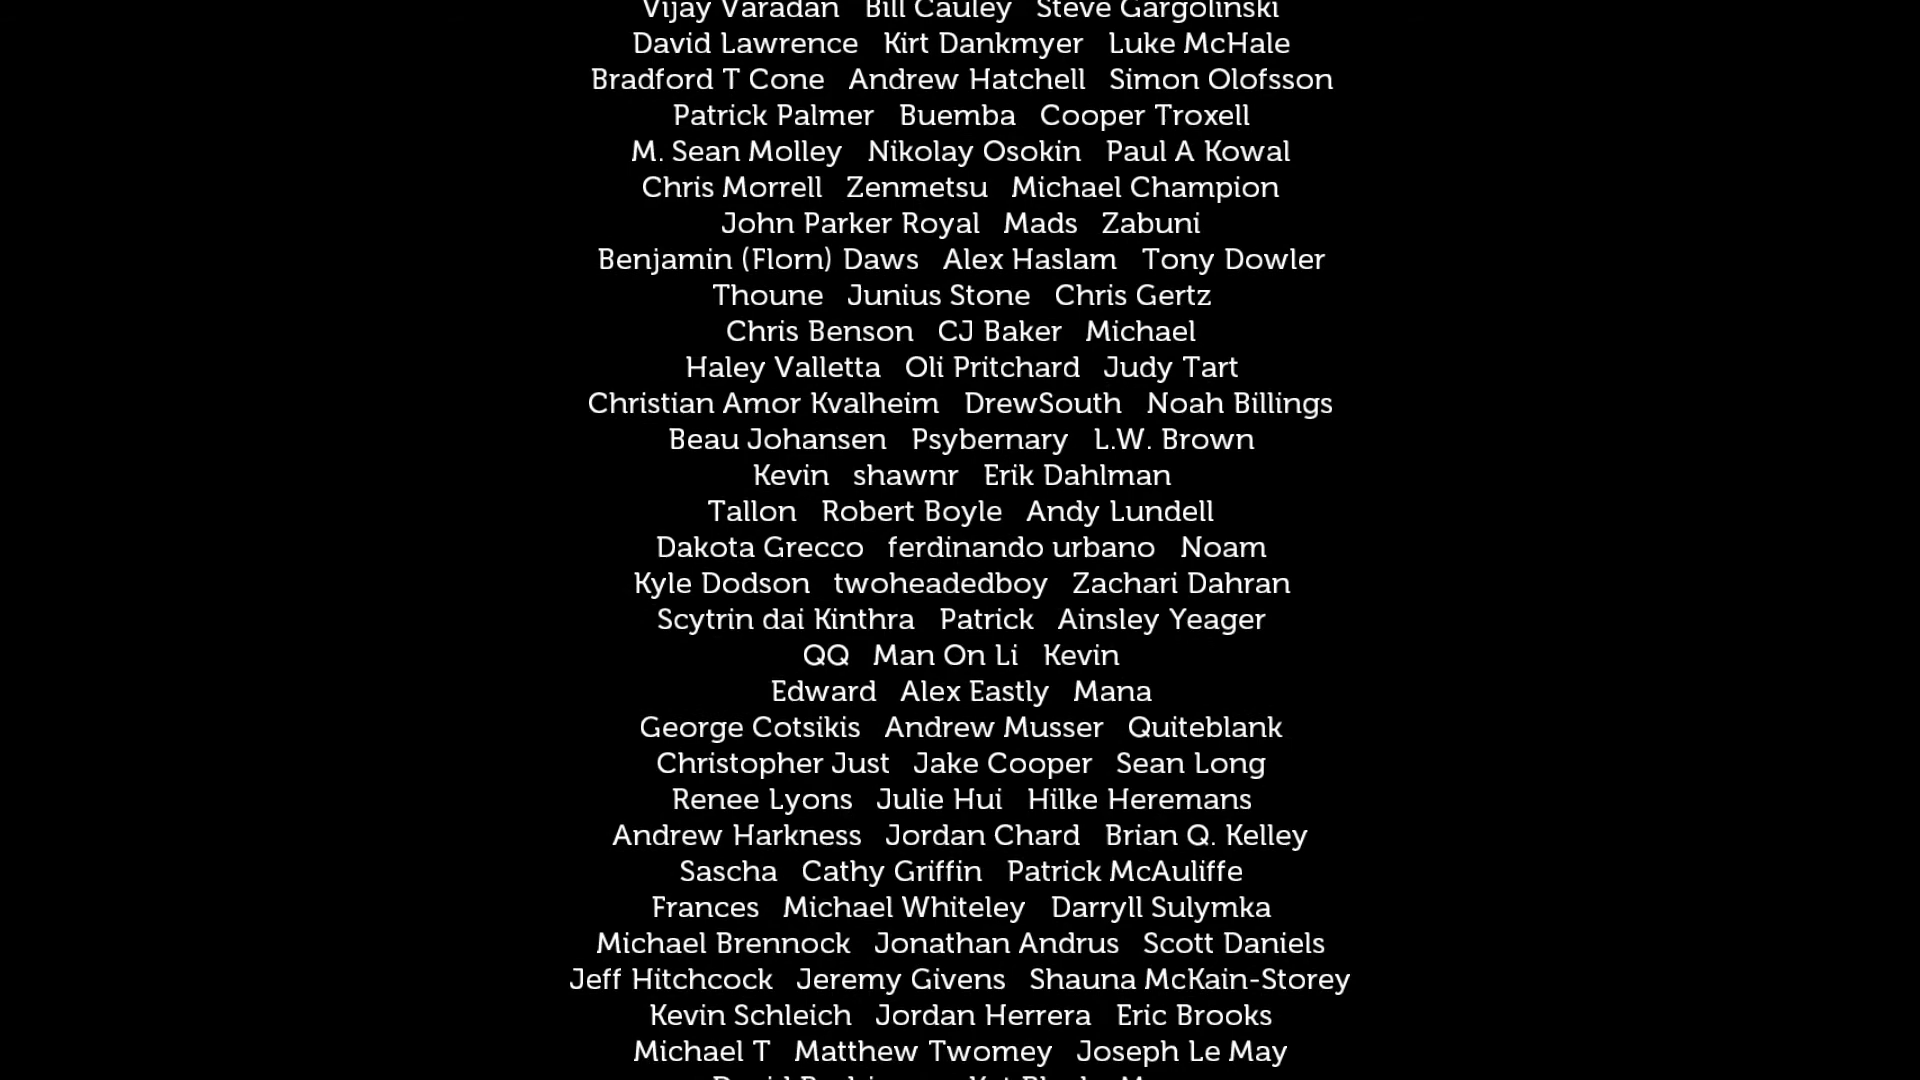 Vijay Varadan Bill Cauley Steve Gargolinski
David Lawrence Kirt Dankmyer Luke McHale
Bradford T Cone Andrew Hatchell Simon Olofsson
Patrick Palmer Buemba Cooper Troxell
M. Sean Molley Nikolay Osokin Paul A Kowal
Chris Morrell Zenmetsu Michael Champion
John Parker Royal Mads Zabuni
Benjamin (Florn) Daws Alex Haslam Tony Dowler
Thoune Junius Stone Chris Gertz
Chris Benson CJ Baker Michael
Haley Valletta Oli Pritchard Judy Tart
Christian Amor Kvalheim DrewSouth Noah Billings
Beau Johansen Psybernary L.W. Brown
Kevin shawnr Erik Dahlman
Tallon Robert Boyle Andy Lundell
Dakota Grecco ferdinando urbano Noam
Kyle Dodson twoheadedboy Zachari Dahran
Scytrin dai Kinthra Patrick Ainsley Yeager
QQ Man On Li Kevin
Edward Alex Eastly Mana
George Cotsikis Andrew Musser Quiteblank
Christopher Just Jake Cooper Sean Long
Renee Lyons Julie Hui Hilke Heremans
Andrew Harkness Jordan Chard Brian Q. Kelley
Sascha Cathy Griffin Patrick McAuliffe
Frances Michael Whiteley Darryll Sulymka
Michael Brennock Jonathan Andrus Scott Daniels
Jeff Hitchcock Jeremy Givens Shauna McKain-Storey
Kevin Schleich Jordan Herrera Eric Brooks
Michael T Matthew Twomey Joseph Le May
David